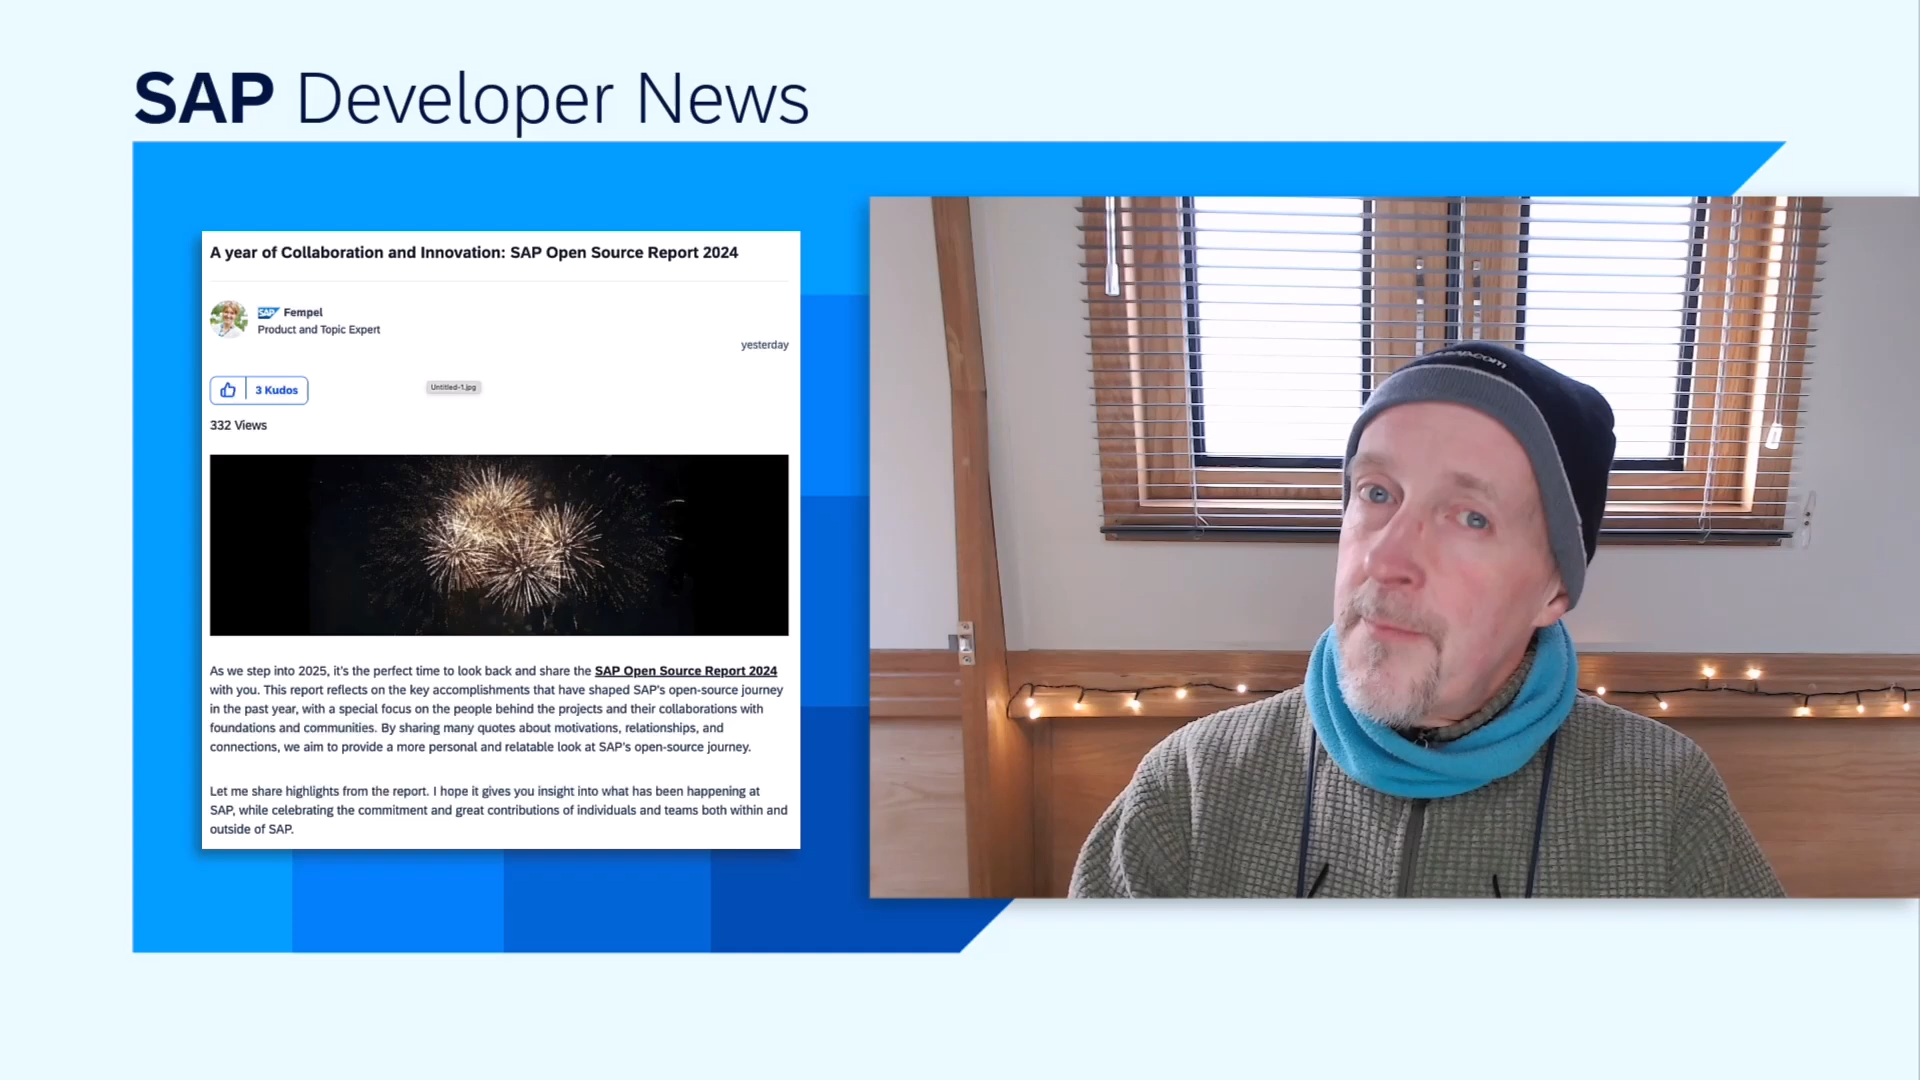 SAP Developer News
A year of Collaboration and Innovation: SAP Open Source Report 2024
SAP Fempel
Product and Topic Expert
yesterday
3 Kudos
Untitled-1.jpg
332 Views
As we step into 2025, it's the perfect time to look back and share the SAP Open Source Report 2024
with you. This report reflects on the key accomplishments that have shaped SAP's open-source journey
in the past year, with a special focus on the people behind the projects and their collaborations with
foundations and communities. By sharing many quotes about motivations, relationships, and
connections, we aim to provide a more personal and relatable look at SAP's open-source journey.
Let me share highlights from the report. I hope it gives you insight into what has been happening at
SAP, while celebrating the commitment and great contributions of individuals and teams both within and
outside of SAP.